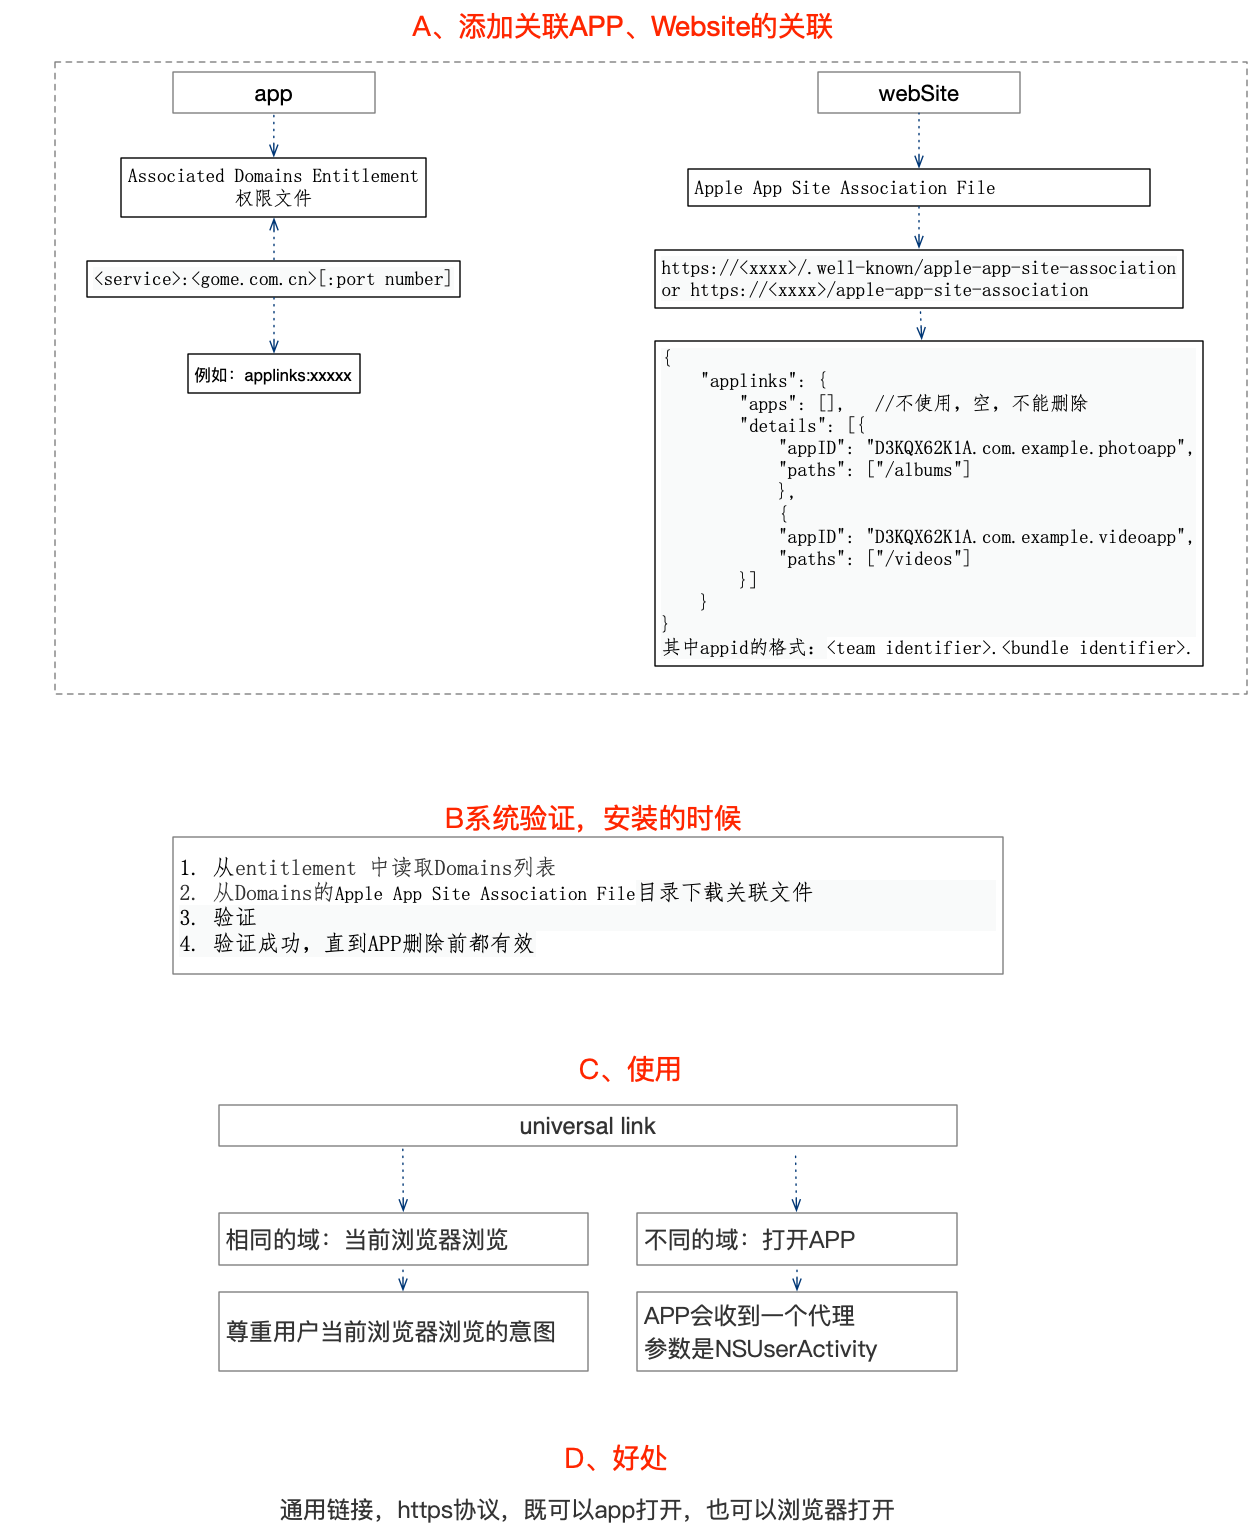 A、添加关联APP、Website的关联
app
Associated Domains Entitlement
权限文件
<service>:<gome.com.cn>[:port number]
例如：applinks:xxxxx
webSite
Apple App Site Association File
https://<xxxx>/.well-known/apple-app-site-association
or https://<xxxx>/apple-app-site-association
{
"applinks": {
"apps": [], //不使用，空，不能删除
"details": [{
"appID": "D3KQX62K1A.com.example.photoapp",
"paths": ["/albums"]
},
{
"appID": "D3KQX62K1A.com.example.videoapp",
"paths": ["/videos"]
}]
}
}
其中appid的格式：<team identifier>.<bundle identifier>.
B系统验证，安装的时候
1. 从entitlement 中读取Domains列表
2. 从Domains的Apple App Site Association File目录下载关联文件
3. 验证
4. 验证成功，直到APP删除前都有效
C、使用
universal link
相同的域：当前浏览器浏览
不同的域：打开APP
尊重用户当前浏览器浏览的意图
APP会收到一个代理
参数是NSUserActivity
D、好处
通用链接，https协议，既可以app打开，也可以浏览器打开